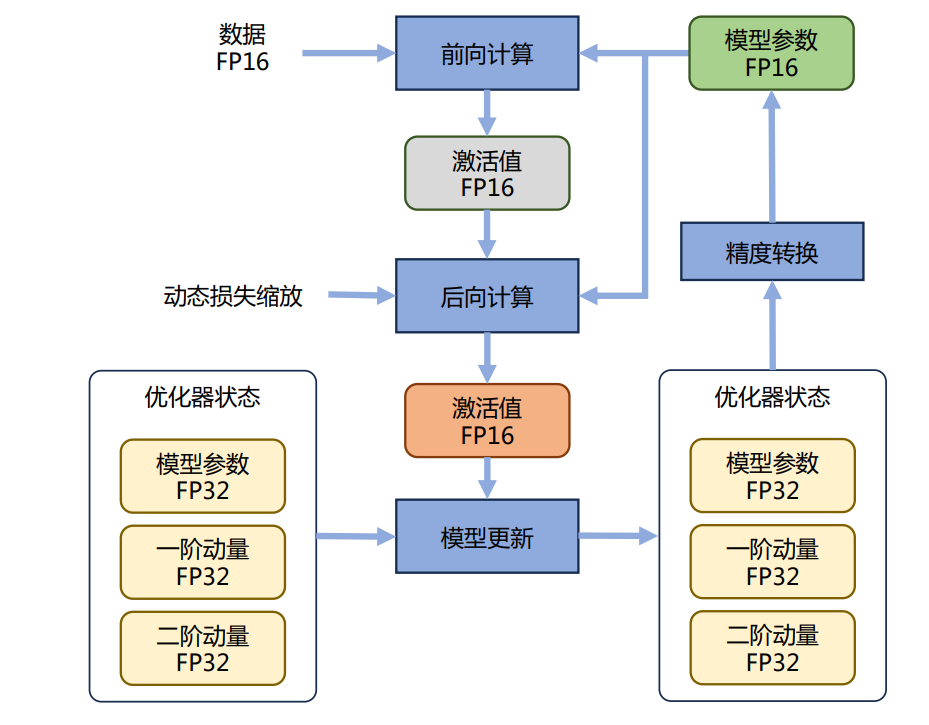 数据
FP16
前向计算
模型参数
FP16
激活值
FP16
精度转换
动态损失缩放
后向计算
优化器状态
模型参数
FP32
一阶动量
FP32
二阶动量
FP32
激活值
FP16
模型更新
优化器状态
模型参数
FP32
一阶动量
FP32
二阶动量
FP32